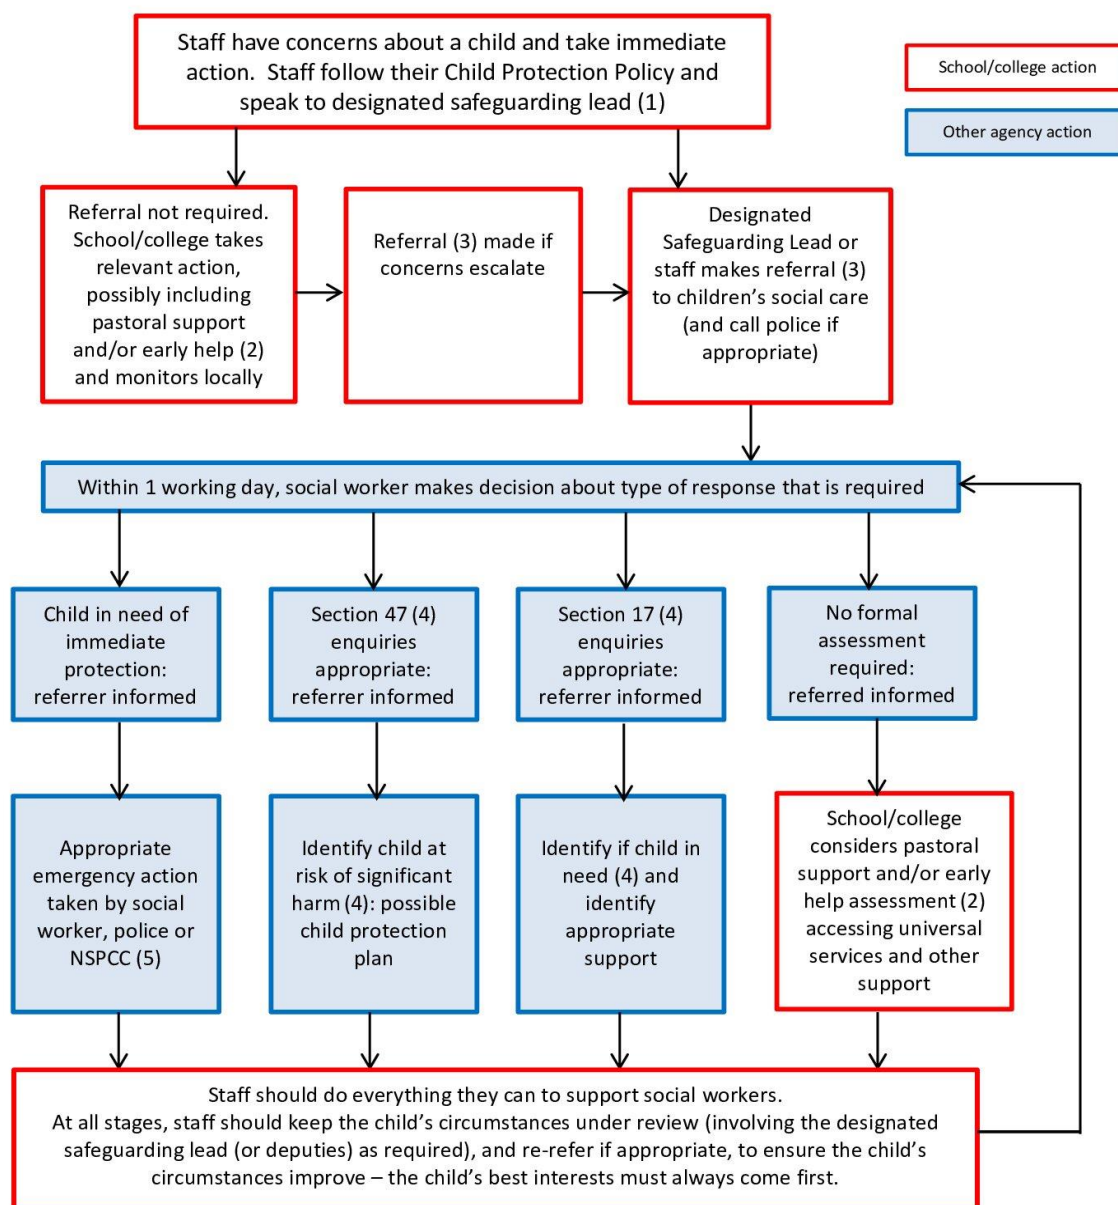 Staff have concerns about a child and take immediate
action. Staff follow their Child Protection Policy and
speak to designated safeguarding lead (1)
School/college action
Other agency action
Referral not required.
School/college takes
relevant action,
possibly including
pastoral support
and/or early help (2)
and monitors locally
Referral (3) made if
concerns escalate
Designated
Safeguarding Lead or
staff makes referral (3)
to children’s social care
(and call police if
appropriate)
Within 1 working day, social worker makes decision about type of response that is required
Child in need of
immediate
protection:
referrer informed
Section 47 (4)
enquiries
appropriate:
referrer informed
Section 17 (4)
enquiries
appropriate:
referrer informed
No formal
assessment
required:
referred informed
Appropriate
emergency action
taken by social
worker, police or
NSPCC (5)
Identify child at
risk of significant
harm (4): possible
child protection
plan
Identify if child in
need (4) and
identify
appropriate
support
School/college
considers pastoral
support and/or early
help assessment (2)
accessing universal
services and other
support
Staff should do everything they can to support social workers.
At all stages, staff should keep the child’s circumstances under review (involving the designated
safeguarding lead (or deputies) as required), and re-refer if appropriate, to ensure the child’s
circumstances improve – the child’s best interests must always come first.